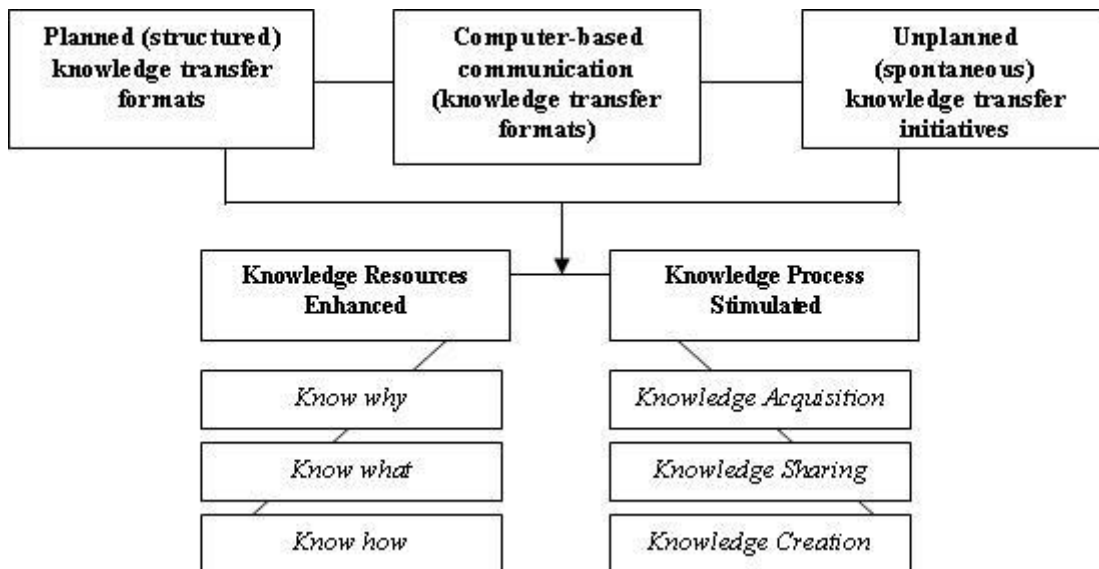 Planned (structured)
knowledge transfer
formats
Computer-based
communication
(knowledge transfer
formats)
Unplanned
(spontaneous)
knowledge transfer
initiatives
Knowledge Resources
Enhanced
Knowledge Process
Stimulated
Know why
Know what
Know how
Knowledge Acquisition
Knowledge Sharing
Knowledge Creation